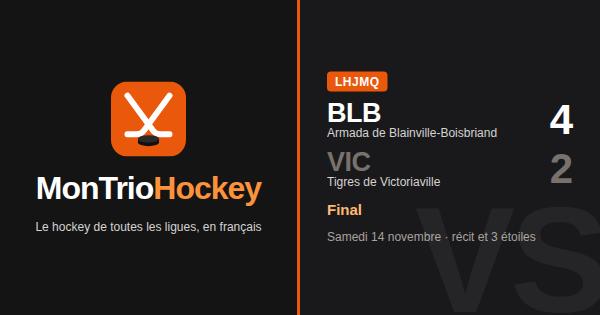 MonTrioHockey
Le hockey de toutes les ligues, en français
LHJMQ
BLB 4
Armada de Blainville-Boisbriand
VIC 2
Tigres de Victoriaville
Final
Samedi 14 novembre · récit et 3 étoiles
VS